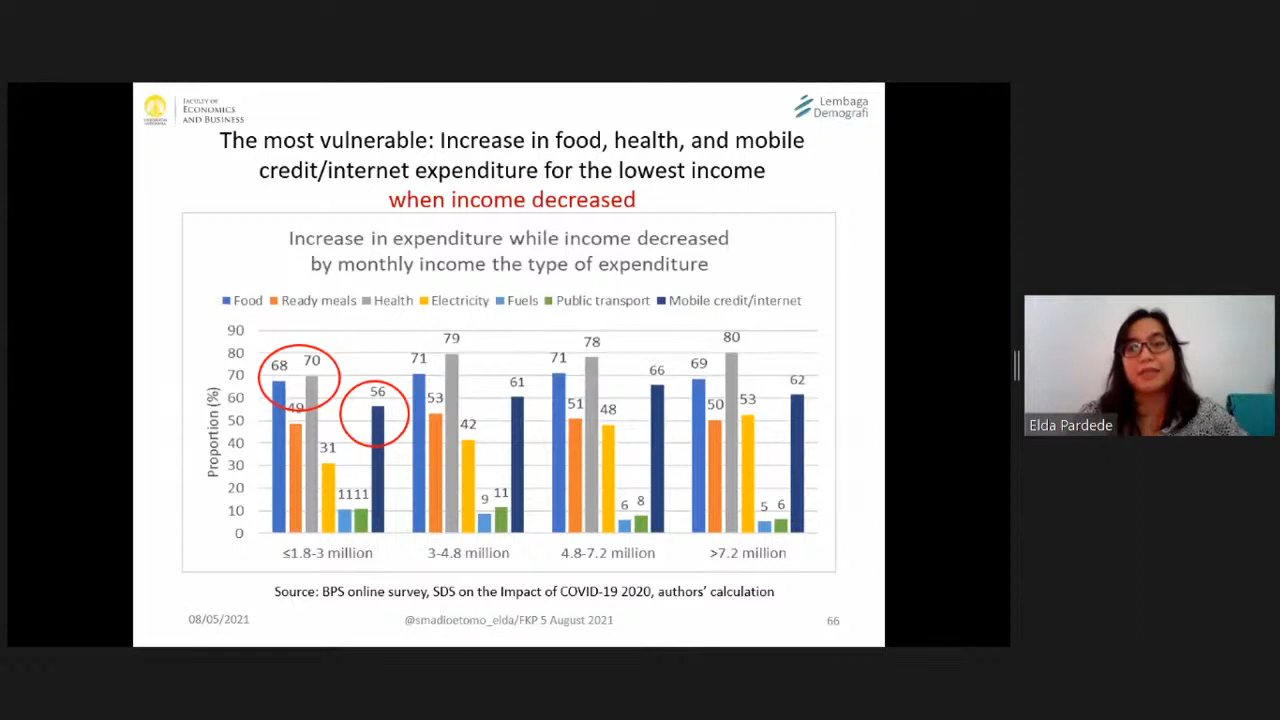 FACULTY OF
ECONOMICS
AND BUSINESS
Lembaga
Demografi
The most vulnerable: Increase in food, health, and mobile
credit/internet expenditure for the lowest income
when income decreased
Increase in expenditure while income decreased
by monthly income the type of expenditure
Food Ready meals Health Electricity Fuels Public transport Mobile credit/internet
Proportion (%)
90
80
70
60
50
40
30
20
10
0
68 49 70 31 11 11 56
71 53 79 42 9 11 61
71 51 78 48 6 8 66
69 50 80 53 5 6 62
≤1.8-3 million 3-4.8 million 4.8-7.2 million >7.2 million
Source: BPS online survey, SDS on the Impact of COVID-19 2020, authors' calculation
08/05/2021 @smadioetomo_elda/FKP 5 August 2021 66
Elda Pardede